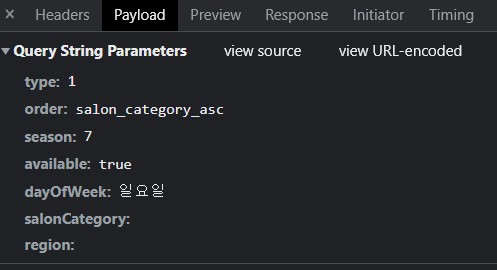 × Headers Payload Preview Response Initiator Timing
▼Query String Parameters view source view URL-encoded
type: 1
order: salon_category_asc
season: 7
available: true
dayOfWeek: 일요일
salonCategory:
region: